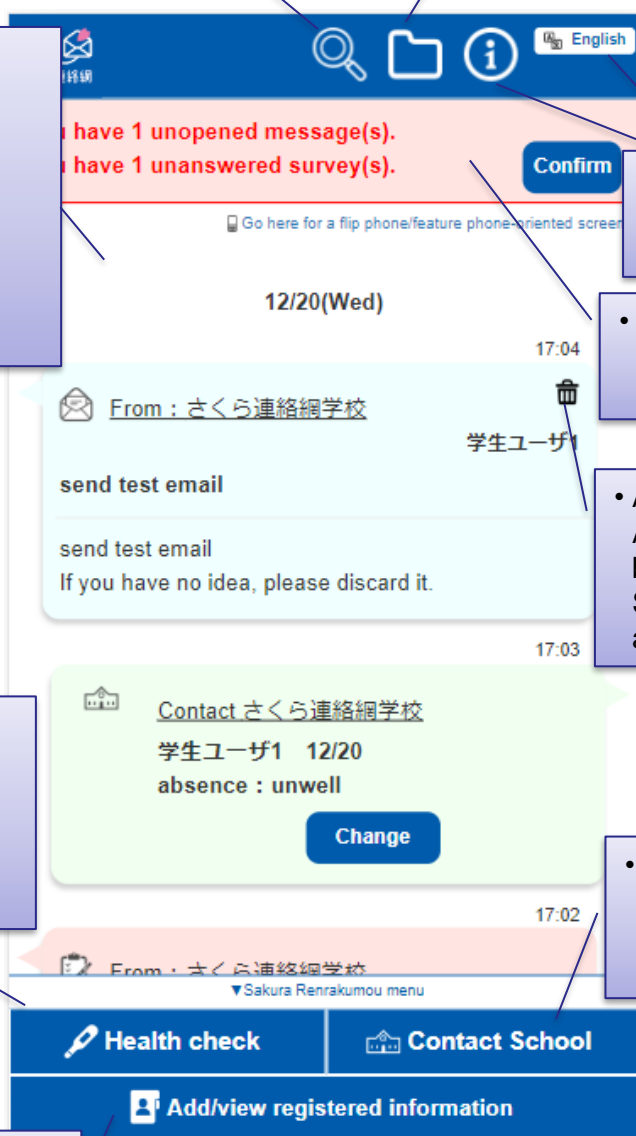 English
have 1 unopened message(s).
have 1 unanswered survey(s).
Confirm
Go here for a flip phone/feature phone-oriented screen
12/20(Wed)
17:04
From：さくら連絡網学校
学生ユーザ1
send test email
send test email
If you have no idea, please discard it.
17:03
Contact さくら連絡網学校
学生ユーザ1 12/20
absence：unwell
Change
17:02
From：さくら連絡網学校
▼Sakura Renrakumou menu
Health check
Contact School
Add/view registered information